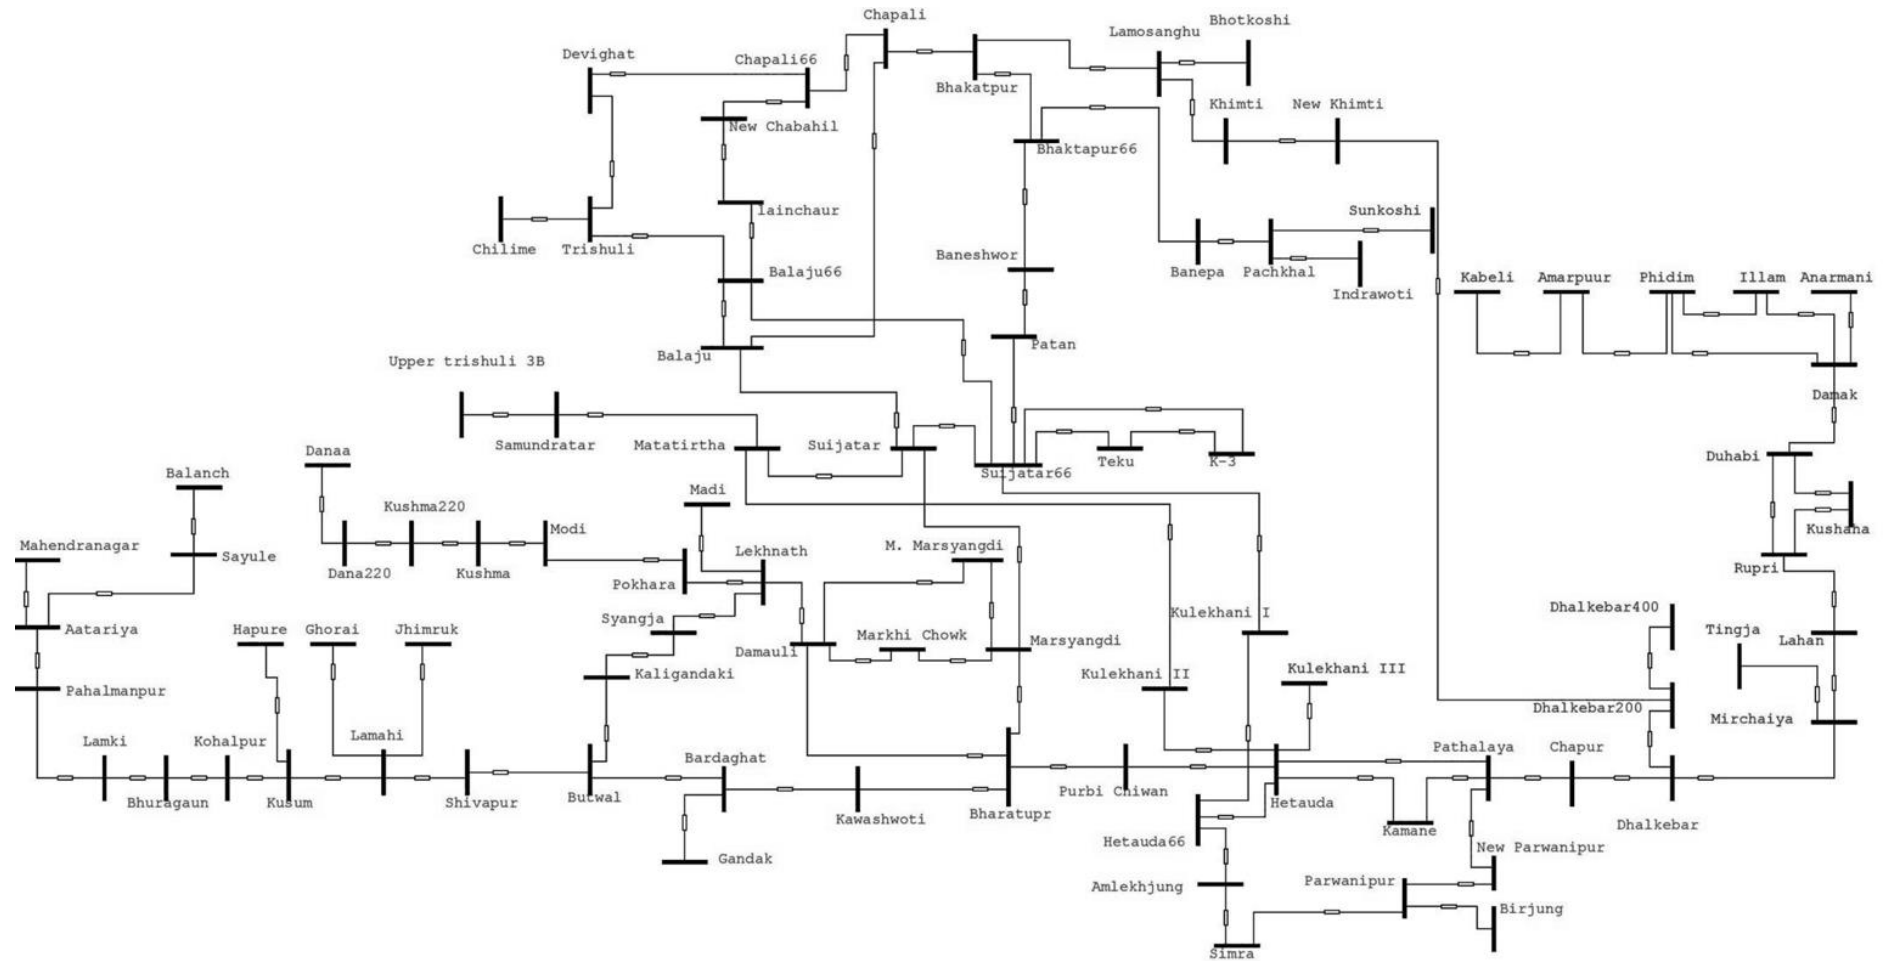 Chapali
Bhotkoshi
Lamosanghu
Devighat
Chapali66
Bhakatpur
Khimti
New Khimti
New Chabahil
Bhaktapur66
Iainchaur
Sunkoshi
Chilime
Trishuli
Baneshwor
Balaju66
Banepa
Pachkhal
Indrawoti
Kabeli
Amarpuur
Phidim
Illam
Anarmani
Balaju
Patan
Upper trishuli 3B
Damak
Samundratar
Matatirtha
Suijatar
Suijatar66
Teku
K-3
Duhabi
Danaa
Balanch
Madi
Kushma220
Modi
Kushaha
Mahendranagar
Sayule
Dana220
Kushma
Pokhara
Lekhnath
M. Marsyangdi
Rupri
Syangja
Kulekhani I
Dhalkebar400
Aatariya
Hapure
Ghorai
Jhimruk
Damauli
Markhi Chowk
Marsyangdi
Tingja
Lahan
Kaligandaki
Kulekhani II
Kulekhani III
Pahalmanpur
Dhalkebar200
Mirchaiya
Lamki
Kohalpur
Lamahi
Bardaghat
Pathalaya
Chapur
Bhuragaun
Kusum
Shivapur
Butwal
Kawashwoti
Bharatupr
Purbi Chiwan
Hetauda
Kamane
Dhalkebar
Hetauda66
New Parwanipur
Gandak
Amlekhjung
Parwanipur
Birjung
Simra